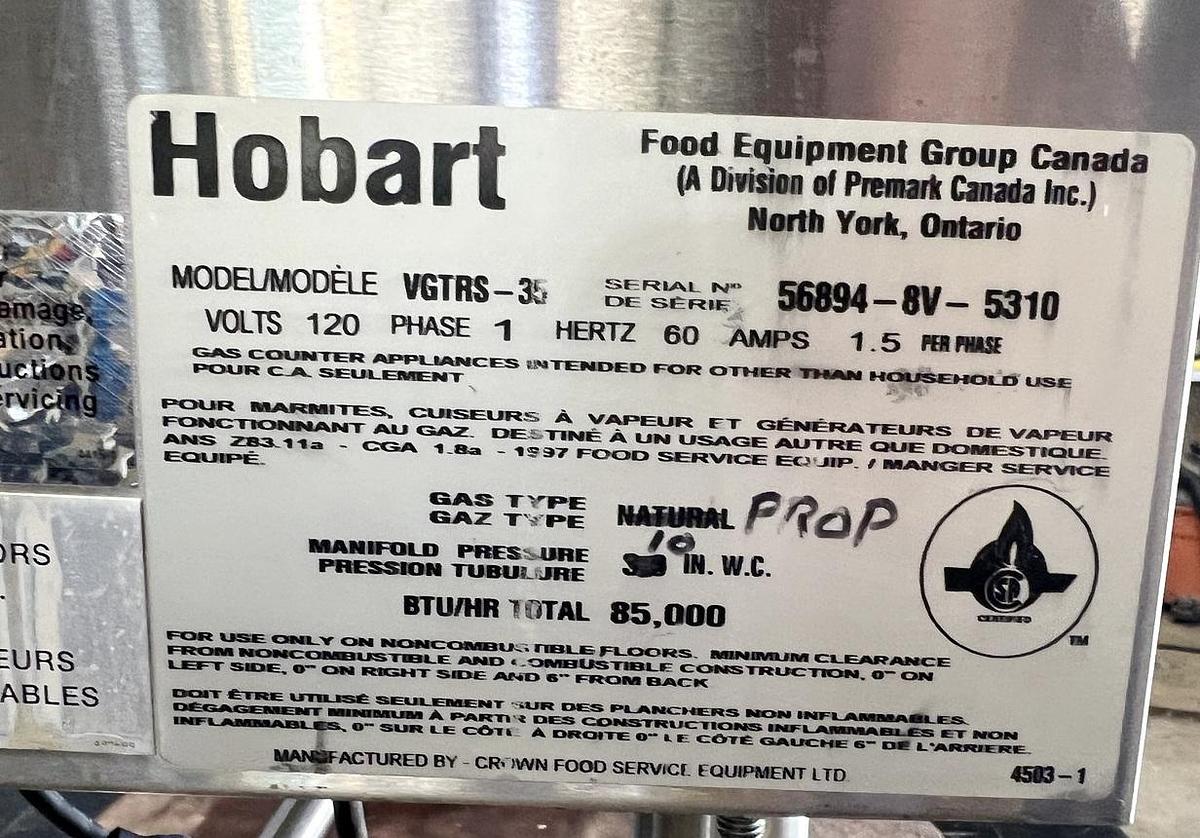 Hobart
Food Equipment Group Canada
(A Division of Premark Canada Inc.)
North York, Ontario
MODEL/MODÈLE VGTRS-35 SERIAL Nº 56894-8V-5310
DE SÉRIE
VOLTS 120 PHASE 1 HERTZ 60 AMPS 1.5 PER PHASE
GAS COUNTER APPLIANCES INTENDED FOR OTHER THAN HOUSEHOLD USE
POUR C.A. SEULEMENT
POUR MARMITES, CUISEURS À VAPEUR ET GÉNÉRATEURS DE VAPEUR
FONCTIONNANT AU GAZ. DESTINÉ À UN USAGE AUTRE QUE DOMESTIQUE.
ANS Z83.11a - CGA 1.8a - 1997 FOOD SERVICE EQUIP. / MANGER SERVICE
EQUIPÉ.
GAS TYPE
GAZ TYPE NATURAL PROP
MANIFOLD PRESSURE 10
PRESSION TUBULURE IN. W.C.
BTU/HR TOTAL 85,000
CERTIFIED
TM
FOR USE ONLY ON NONCOMBUSTIBLE FLOORS. MINIMUM CLEARANCE
FROM NONCOMBUSTIBLE AND COMBUSTIBLE CONSTRUCTION, 0" ON
LEFT SIDE, 0" ON RIGHT SIDE AND 6" FROM BACK
DOIT ÊTRE UTILISÉ SEULEMENT SUR DES PLANCHERS NON INFLAMMABLES.
DÉGAGEMENT MINIMUM À PARTIR DES CONSTRUCTIONS INFLAMMABLES ET NON
INFLAMMABLES, 0" SUR LE CÔTÉ À DROITE 0" LE CÔTÉ GAUCHE 6" DE L'ARRIERE.
MANUFACTURED BY - CROWN FOOD SERVICE EQUIPMENT LTD
4503-1
amage,
ation,
uctions
ervicing
ORS
EURS
ABLES